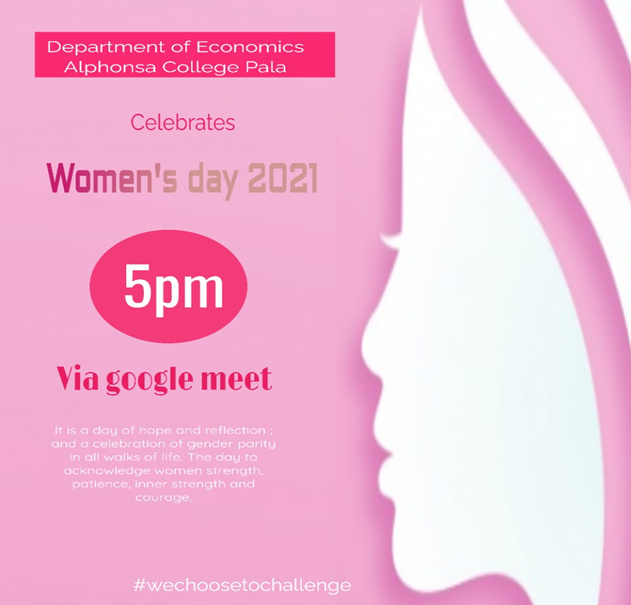 Department of Economics
Alphonsa College Pala
Celebrates
Women's day 2021
5pm
Via google meet
It is a day of hope and reflection ;
and a celebration of gender parity
in all walks of life. The day to
acknowledge women strength,
patience, inner strength and
courage.
#wechoosetochallenge